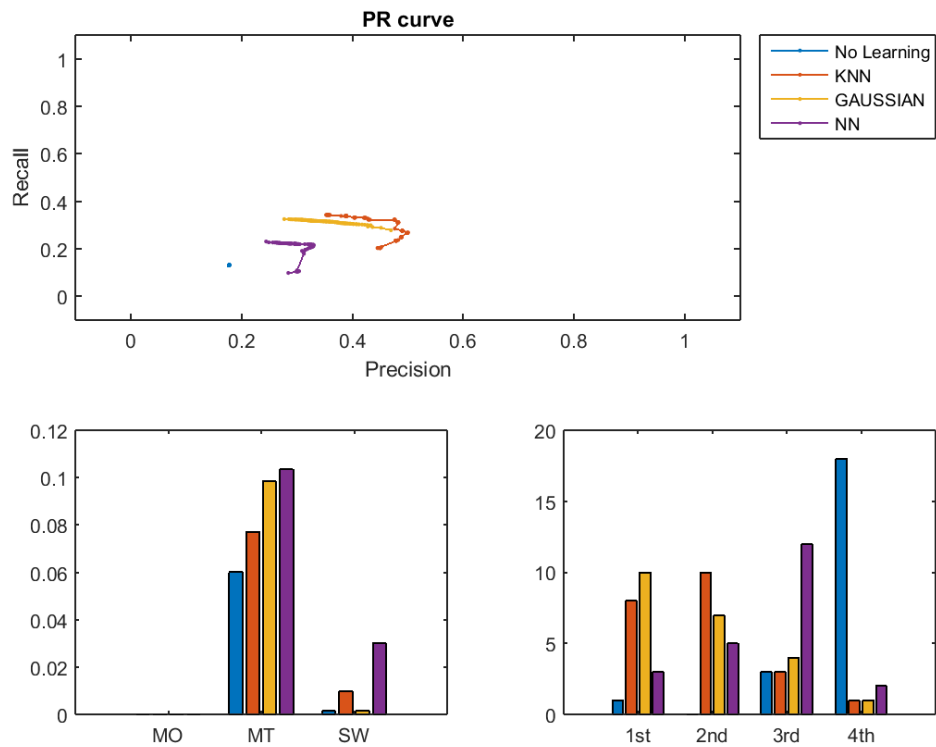 PR curve
No Learning
KNN
GAUSSIAN
NN
Recall
1
0.8
0.6
0.4
0.2
0
0 0.2 0.4 0.6 0.8 1
Precision
0.12
0.1
0.08
0.06
0.04
0.02
0
MO MT SW
20
15
10
5
0
1st 2nd 3rd 4th